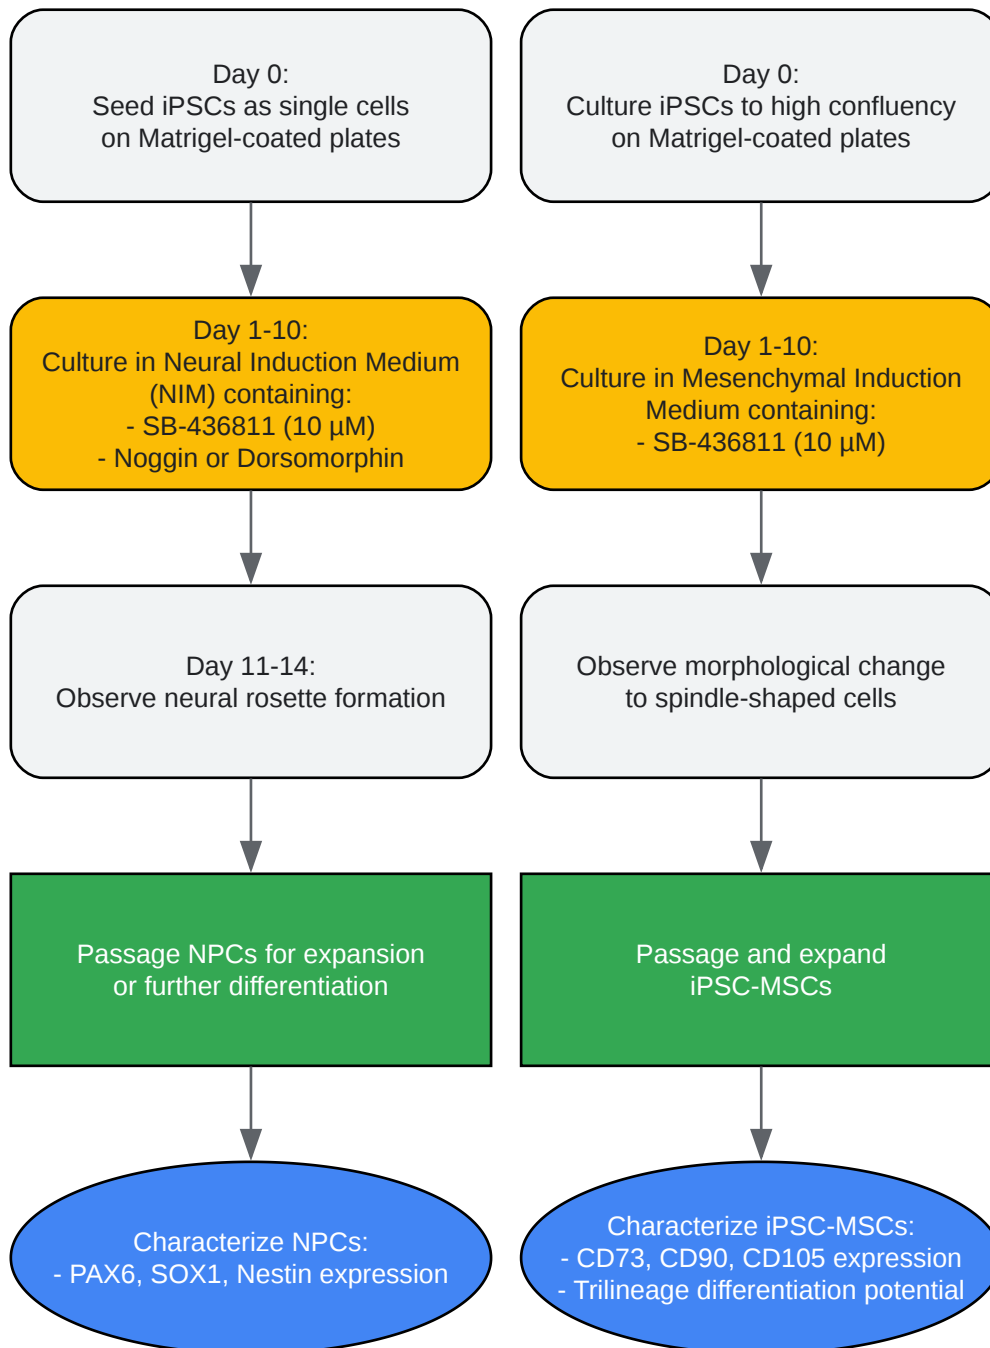 Day 0:
Seed iPSCs as single cells
on Matrigel-coated plates
Day 1-10:
Culture in Neural Induction Medium
(NIM) containing:
- SB-436811 (10 µM)
- Noggin or Dorsomorphin
Day 11-14:
Observe neural rosette formation
Passage NPCs for expansion
or further differentiation
Characterize NPCs:
- PAX6, SOX1, Nestin expression
Day 0:
Culture iPSCs to high confluency
on Matrigel-coated plates
Day 1-10:
Culture in Mesenchymal Induction
Medium containing:
- SB-436811 (10 µM)
Observe morphological change
to spindle-shaped cells
Passage and expand
iPSC-MSCs
Characterize iPSC-MSCs:
- CD73, CD90, CD105 expression
- Trilineage differentiation potential